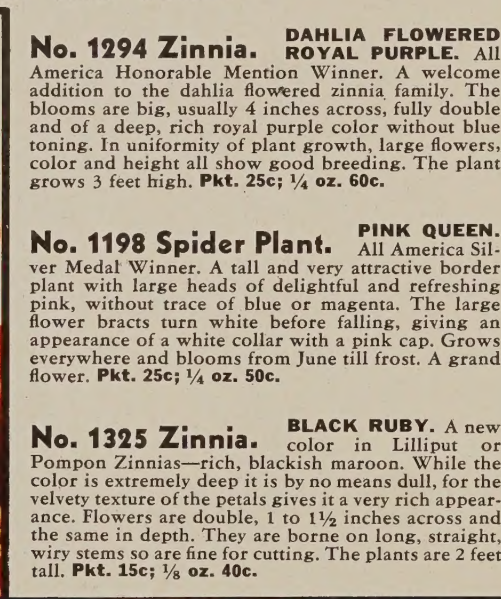 No. 1294 Zinnia. DAHLIA FLOWERED
ROYAL PURPLE. All
America Honorable Mention Winner. A welcome
addition to the dahlia flowered zinnia family. The
blooms are big, usually 4 inches across, fully double
and of a deep, rich royal purple color without blue
toning. In uniformity of plant growth, large flowers,
color and height all show good breeding. The plant
grows 3 feet high. Pkt. 25c; ¼ oz. 60c.
No. 1198 Spider Plant. PINK QUEEN.
All America Sil-
ver Medal Winner. A tall and very attractive border
plant with large heads of delightful and refreshing
pink, without trace of blue or magenta. The large
flower bracts turn white before falling, giving an
appearance of a white collar with a pink cap. Grows
everywhere and blooms from June till frost. A grand
flower. Pkt. 25c; ¼ oz. 50c.
No. 1325 Zinnia. BLACK RUBY. A new
color in Lilliput or
Pompon Zinnias—rich, blackish maroon. While the
color is extremely deep it is by no means dull, for the
velvety texture of the petals gives it a very rich appear-
ance. Flowers are double, 1 to 1½ inches across and
the same in depth. They are borne on long, straight,
wiry stems so are fine for cutting. The plants are 2 feet
tall. Pkt. 15c; ⅛ oz. 40c.